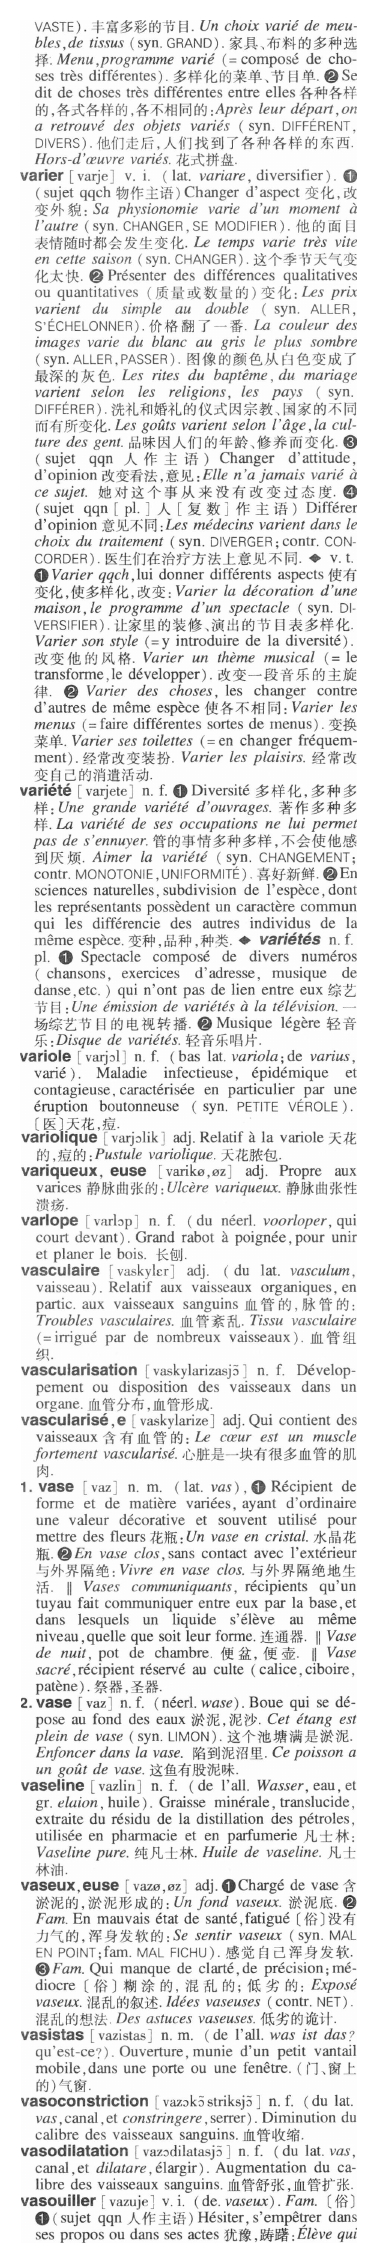 VASTE). 丰富多彩的节目. Un choix varié de meu-
bles, de tissus (syn. GRAND). 家具、布料的多种选
择. Menu, programme varié (= composé de cho-
ses très différentes). 多样化的菜单、节目单. ❷ Se
dit de choses très différentes entre elles 各种各样
的,各式各样的,各不相同的: Après leur départ, on
a retrouvé des objets variés (syn. DIFFÉRENT,
DIVERS). 他们走后,人们找到了各种各样的东西.
Hors-d'œuvre variés. 花式拼盘.
varier [varje] v. i. (lat. variare, diversifier). ❶
(sujet qqch 物作主语) Changer d'aspect 变化,改
变外貌: Sa physionomie varie d'un moment à
l'autre (syn. CHANGER, SE MODIFIER). 他的面目
表情随时都会发生变化. Le temps varie très vite
en cette saison (syn. CHANGER). 这个季节天气变
化太快. ❷ Présenter des différences qualitatives
ou quantitatives (质量或数量的)变化: Les prix
varient du simple au double (syn. ALLER,
S'ÉCHELONNER). 价格翻了一番. La couleur des
images varie du blanc au gris le plus sombre
(syn. ALLER, PASSER). 图像的颜色从白色变成了
最深的灰色. Les rites du baptême, du mariage
varient selon les religions, les pays (syn.
DIFFÉRER). 洗礼和婚礼的仪式因宗教、国家的不同
而有所变化. Les goûts varient selon l'âge, la cul-
ture des gent. 品味因人们的年龄、修养而变化. ❸
(sujet qqn 人作主语) Changer d'attitude,
d'opinion 改变看法,意见: Elle n'a jamais varié à
ce sujet. 她对这个事从来没有改变过态度. ❹
(sujet qqn [pl.] 人[复数]作主语) Différer
d'opinion 意见不同: Les médecins varient dans le
choix du traitement (syn. DIVERGER; contr. CON-
CORDER). 医生们在治疗方法上意见不同. ◆ v. t.
❶ Varier qqch, lui donner différents aspects 使有
变化,使多样化,改变: Varier la décoration d'une
maison, le programme d'un spectacle (syn. DI-
VERSIFIER). 让家里的装修、演出的节目表多样化.
Varier son style (= y introduire de la diversité).
改变他的风格. Varier un thème musical (= le
transforme, le développer). 改变一段音乐的主旋
律. ❷ Varier des choses, les changer contre
d'autres de même espèce 使各不相同: Varier les
menus (= faire différentes sortes de menus). 变换
菜单. Varier ses toilettes (= en changer fréquem-
ment). 经常改变装扮. Varier les plaisirs. 经常改
变自己的消遣活动.
variété [varjete] n. f. ❶ Diversité 多样化,多种多
样: Une grande variété d'ouvrages. 著作多种多
样. La variété de ses occupations ne lui permet
pas de s'ennuyer. 管的事情多种多样,不会使他感
到厌烦. Aimer la variété (syn. CHANGEMENT;
contr. MONOTONIE, UNIFORMITÉ). 喜好新鲜. ❷ En
sciences naturelles, subdivision de l'espèce, dont
les représentants possèdent un caractère commun
qui les différencie des autres individus de la
même espèce. 变种,品种,种类. ◆ variétés n. f.
pl. ❶ Spectacle composé de divers numéros
(chansons, exercices d'adresse, musique de
danse, etc.) qui n'ont pas de lien entre eux 综艺
节目: Une émission de variétés à la télévision. 一
场综艺节目的电视转播. ❷ Musique légère 轻音
乐: Disque de variétés. 轻音乐唱片.
variole [varjɔl] n. f. (bas lat. variola; de varius,
varié). Maladie infectieuse, épidémique et
contagieuse, caractérisée en particulier par une
éruption boutonneuse (syn. PETITE VÉROLE).
[医]天花,痘.
variolique [varjɔlik] adj. Relatif à la variole 天花
的,痘的: Pustule variolique. 天花脓包.
variqueux, euse [varikø, øz] adj. Propre aux
varices 静脉曲张的: Ulcère variqueux. 静脉曲张性
溃疡.
varlope [varlɔp] n. f. (du néerl. voorloper, qui
court devant). Grand rabot à poignée, pour unir
et planer le bois. 长刨.
vasculaire [vaskylɛr] adj. (du lat. vasculum,
vaisseau). Relatif aux vaisseaux organiques, en
partic. aux vaisseaux sanguins 血管的,脉管的:
Troubles vasculaires. 血管紊乱. Tissu vasculaire
(= irrigué par de nombreux vaisseaux). 血管组
织.
vascularisation [vaskylarizasjɔ̃] n. f. Dévelop-
pement ou disposition des vaisseaux dans un
organe. 血管分布,血管形成.
vascularisé, e [vaskylarize] adj. Qui contient des
vaisseaux 含有血管的: Le cœur est un muscle
fortement vascularisé. 心脏是一块有很多血管的肌
肉.
1. vase [vaz] n. m. (lat. vas), ❶ Récipient de
forme et de matière variées, ayant d'ordinaire
une valeur décorative et souvent utilisé pour
mettre des fleurs 花瓶: Un vase en cristal. 水晶花
瓶. ❷ En vase clos, sans contact avec l'extérieur
与外界隔绝: Vivre en vase clos. 与外界隔绝地生
活. ‖ Vases communiquants, récipients qu'un
tuyau fait communiquer entre eux par la base, et
dans lesquels un liquide s'élève au même
niveau, quelle que soit leur forme. 连通器. ‖ Vase
de nuit, pot de chambre. 便盆,便壶. ‖ Vase
sacré, récipient réservé au culte (calice, ciboire,
patène). 祭器,圣器.
2. vase [vaz] n. f. (néerl. wase). Boue qui se dé-
pose au fond des eaux 淤泥,泥沙. Cet étang est
plein de vase (syn. LIMON). 这个池塘满是淤泥.
Enfoncer dans la vase. 陷到泥沼里. Ce poisson a
un goût de vase. 这鱼有股泥味.
vaseline [vazlin] n. f. (de l'all. Wasser, eau, et
gr. elaion, huile). Graisse minérale, translucide,
extraite du résidu de la distillation des pétroles,
utilisée en pharmacie et en parfumerie 凡士林:
Vaseline pure. 纯凡士林. Huile de vaseline. 凡士
林油.
vaseux, euse [vazø, øz] adj. ❶ Chargé de vase 含
淤泥的,淤泥形成的: Un fond vaseux. 淤泥底. ❷
Fam. En mauvais état de santé, fatigué 〔俗〕没有
力气的,浑身发软的: Se sentir vaseux (syn. MAL
EN POINT; fam. MAL FICHU). 感觉自己浑身发软.
❸ Fam. Qui manque de clarté, de précision; mé-
diocre 〔俗〕糊涂的,混乱的;低劣的: Exposé
vaseux. 混乱的叙述. Idées vaseuses (contr. NET).
混乱的想法. Des astuces vaseuses. 低劣的诡计.
vasistas [vazistas] n. m. (de l'all. was ist das?
qu'est-ce?). Ouverture, munie d'un petit vantail
mobile, dans une porte ou une fenêtre. (门、窗上
的)气窗.
vasoconstriction [vazokɔ̃striksjɔ̃] n. f. (du lat.
vas, canal, et constringere, serrer). Diminution du
calibre des vaisseaux sanguins. 血管收缩.
vasodilatation [vazɔdilatasjɔ̃] n. f. (du lat. vas,
canal, et dilatare, élargir). Augmentation du ca-
libre des vaisseaux sanguins. 血管舒张,血管扩张.
vasouiller [vazuje] v. i. (de. vaseux). Fam. 〔俗〕
❶ (sujet qqn 人作主语) Hésiter, s'empêtrer dans
ses propos ou dans ses actes 犹豫,踌躇: Élève qui